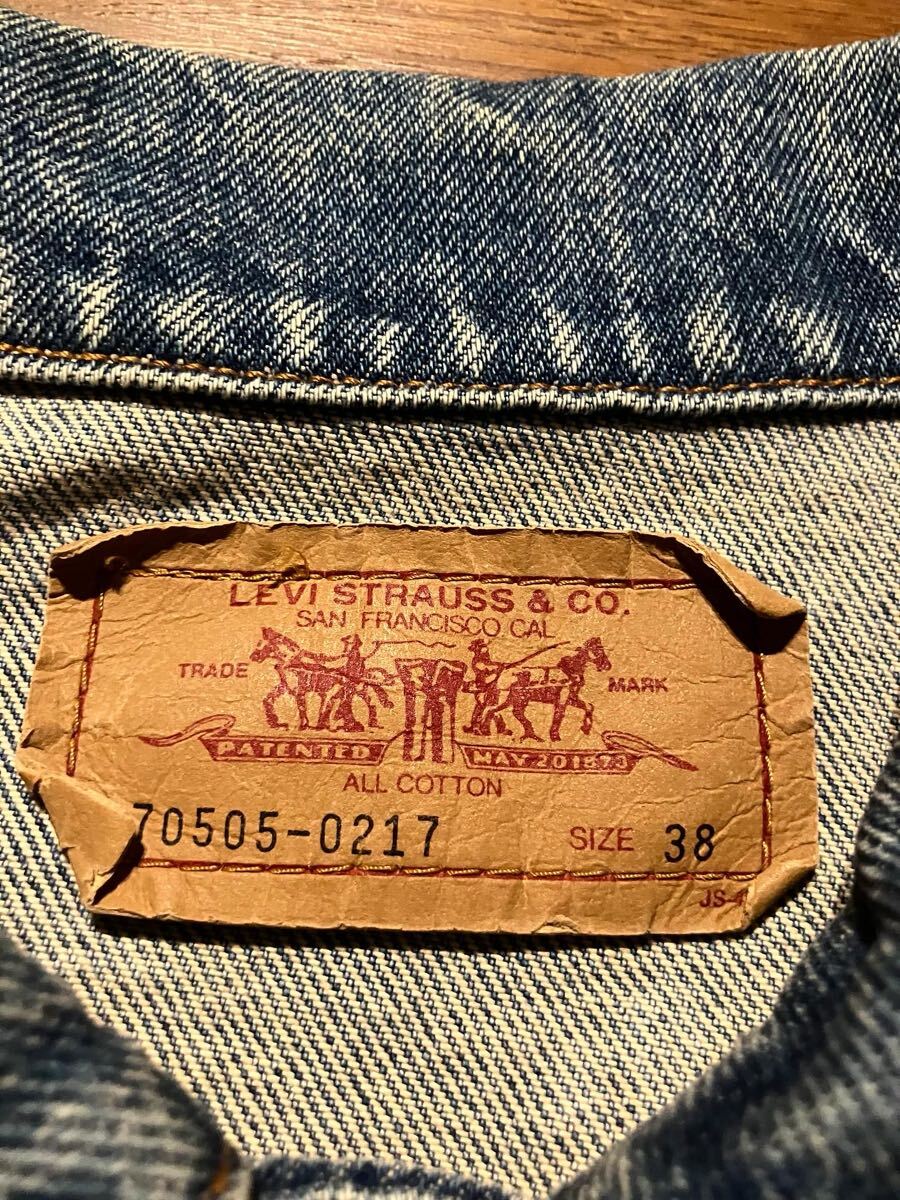 LEVI STRAUSS & CO.
SAN FRANCISCO CAL
TRADE MARK
PATENTED MAY 20 1873
ALL COTTON
70505-0217 SIZE 38